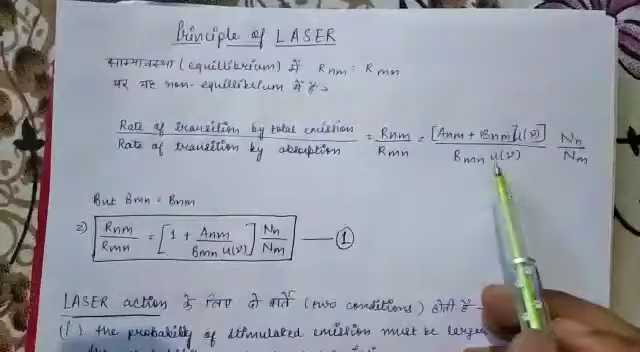 Principle of LASER
साम्यावस्था (equilibrium) में Rnm = Rmn
पर यह non-equilibrium में है →
Rate of transition by total emission / Rate of transition by absorption = Rnm / Rmn = [Anm + Bnm]u(ν) / Bmn u(ν) Nn / Nm
But Bmn = Bnm
⇒ Rnm / Rmn = [1 + Anm / Bmn u(ν)] Nn / Nm —— ①
LASER action के लिए दो शर्तें (two conditions) होती हैं -
(1) the probability of stimulated emission must be larger